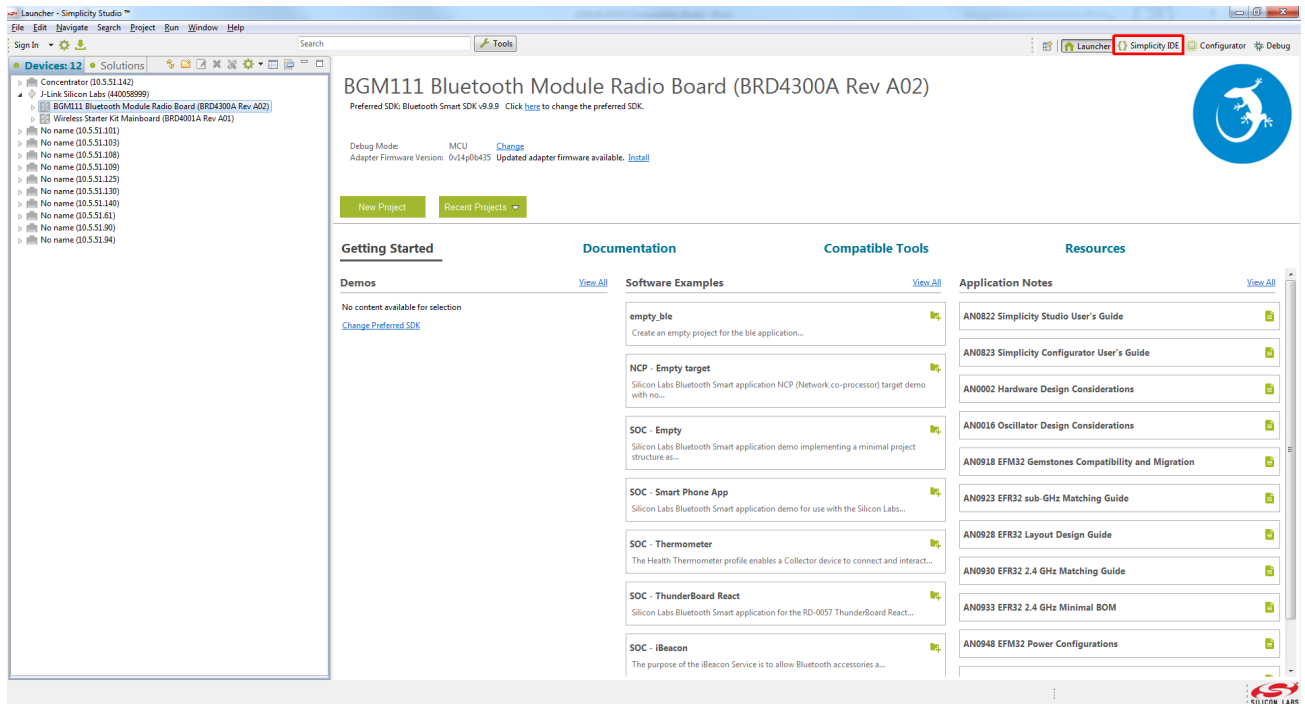 Launcher - Simplicity Studio ™
File Edit Navigate Search Project Run Window Help
Sign In
Search
Tools
Launcher
{} Simplicity IDE
Configurator
Debug
Devices: 12
Solutions
Concentrator (10.5.51.142)
J-Link Silicon Labs (440058999)
BGM111 Bluetooth Module Radio Board (BRD4300A Rev A02)
Wireless Starter Kit Mainboard (BRD4001A Rev A01)
No name (10.5.51.101)
No name (10.5.51.103)
No name (10.5.51.108)
No name (10.5.51.109)
No name (10.5.51.125)
No name (10.5.51.130)
No name (10.5.51.140)
No name (10.5.51.61)
No name (10.5.51.90)
No name (10.5.51.94)
BGM111 Bluetooth Module Radio Board (BRD4300A Rev A02)
Preferred SDK: Bluetooth Smart SDK v9.9.9 Click here to change the preferred SDK.
Debug Mode: MCU Change
Adapter Firmware Version: 0v14p0b435 Updated adapter firmware available. Install
New Project
Recent Projects
Getting Started
Documentation
Compatible Tools
Resources
Demos
View All
No content available for selection
Change Preferred SDK
Software Examples
View All
empty_ble
Create an empty project for the ble application...
NCP - Empty target
Silicon Labs Bluetooth Smart application NCP (Network co-processor) target demo
with no...
SOC - Empty
Silicon Labs Bluetooth Smart application demo implementing a minimal project
structure as...
SOC - Smart Phone App
Silicon Labs Bluetooth Smart application demo for use with the Silicon Labs...
SOC - Thermometer
The Health Thermometer profile enables a Collector device to connect and interact...
SOC - ThunderBoard React
Silicon Labs Bluetooth Smart application for the RD-0057 ThunderBoard React...
SOC - iBeacon
The purpose of the iBeacon Service is to allow Bluetooth accessories a...
Application Notes
View All
AN0822 Simplicity Studio User's Guide
AN0823 Simplicity Configurator User's Guide
AN0002 Hardware Design Considerations
AN0016 Oscillator Design Considerations
AN0918 EFM32 Gemstones Compatibility and Migration
AN0923 EFR32 sub-GHz Matching Guide
AN0928 EFR32 Layout Design Guide
AN0930 EFR32 2.4 GHz Matching Guide
AN0933 EFR32 2.4 GHz Minimal BOM
AN0948 EFM32 Power Configurations
SILICON LABS